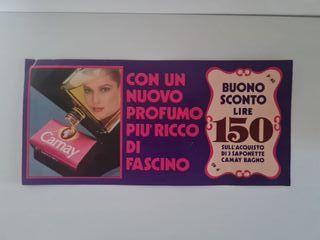 CON UN
NUOVO
PROFUMO
PIU' RICCO
DI
FASCINO
Camay
BUONO
SCONTO
LIRE
150
SULL'ACQUISTO
DI 3 SAPONETTE
CAMAY BAGNO